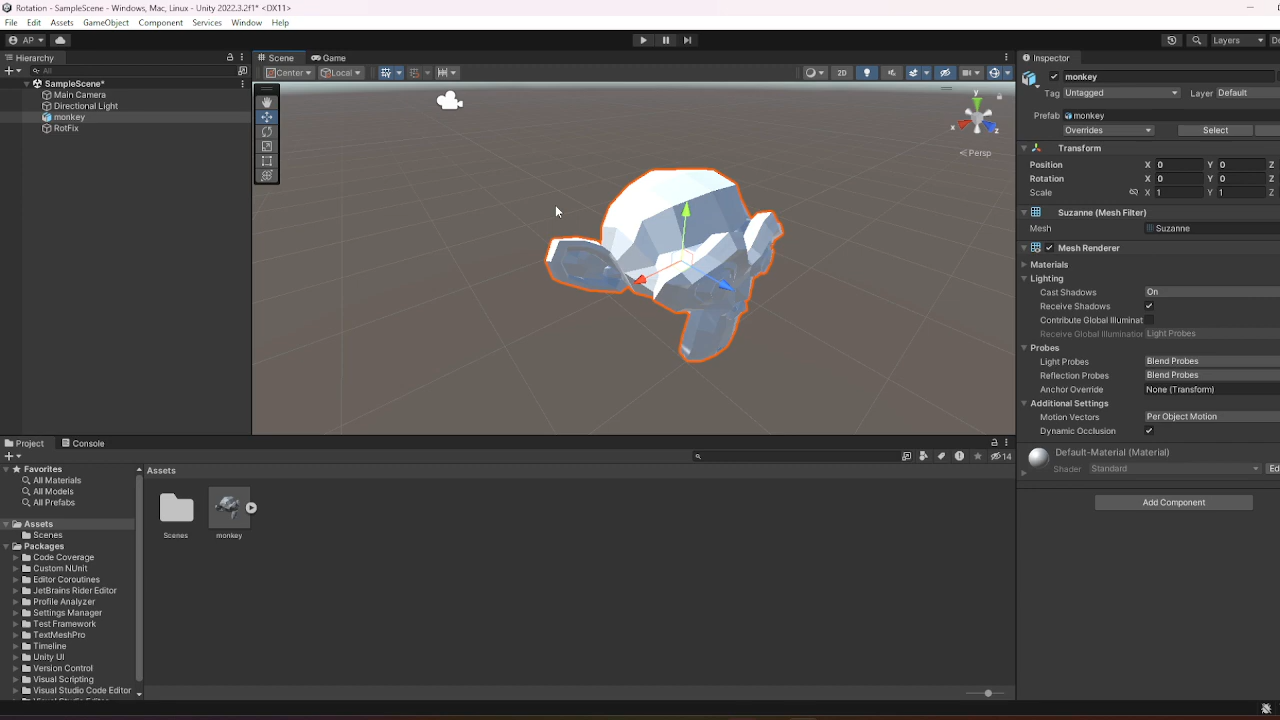 Rotation - SampleScene - Windows, Mac, Linux - Unity 2022.3.2f1* <DX11>
File Edit Assets GameObject Component Services Window Help
AP Layers
Hierarchy Scene Game Inspector
All Center Local 2D
SampleScene*
Main Camera
Directional Light
monkey
RotFix
y
x
z
Persp
monkey
Tag Untagged Layer Default
Prefab monkey
Overrides Select
Transform
Position X 0 Y 0 Z
Rotation X 0 Y 0 Z
Scale X 1 Y 1 Z
Suzanne (Mesh Filter)
Mesh Suzanne
Mesh Renderer
Materials
Lighting
Cast Shadows On
Receive Shadows
Contribute Global Illuminat
Receive Global Illumination Light Probes
Probes
Light Probes Blend Probes
Reflection Probes Blend Probes
Anchor Override None (Transform)
Additional Settings
Motion Vectors Per Object Motion
Dynamic Occlusion
Default-Material (Material)
Shader Standard Ed
Add Component
Project Console
14
Favorites
All Materials
All Models
All Prefabs
Assets
Scenes
Packages
Code Coverage
Custom NUnit
Editor Coroutines
JetBrains Rider Editor
Profile Analyzer
Settings Manager
Test Framework
TextMeshPro
Timeline
Unity UI
Version Control
Visual Scripting
Visual Studio Code Editor
Assets
Scenes monkey